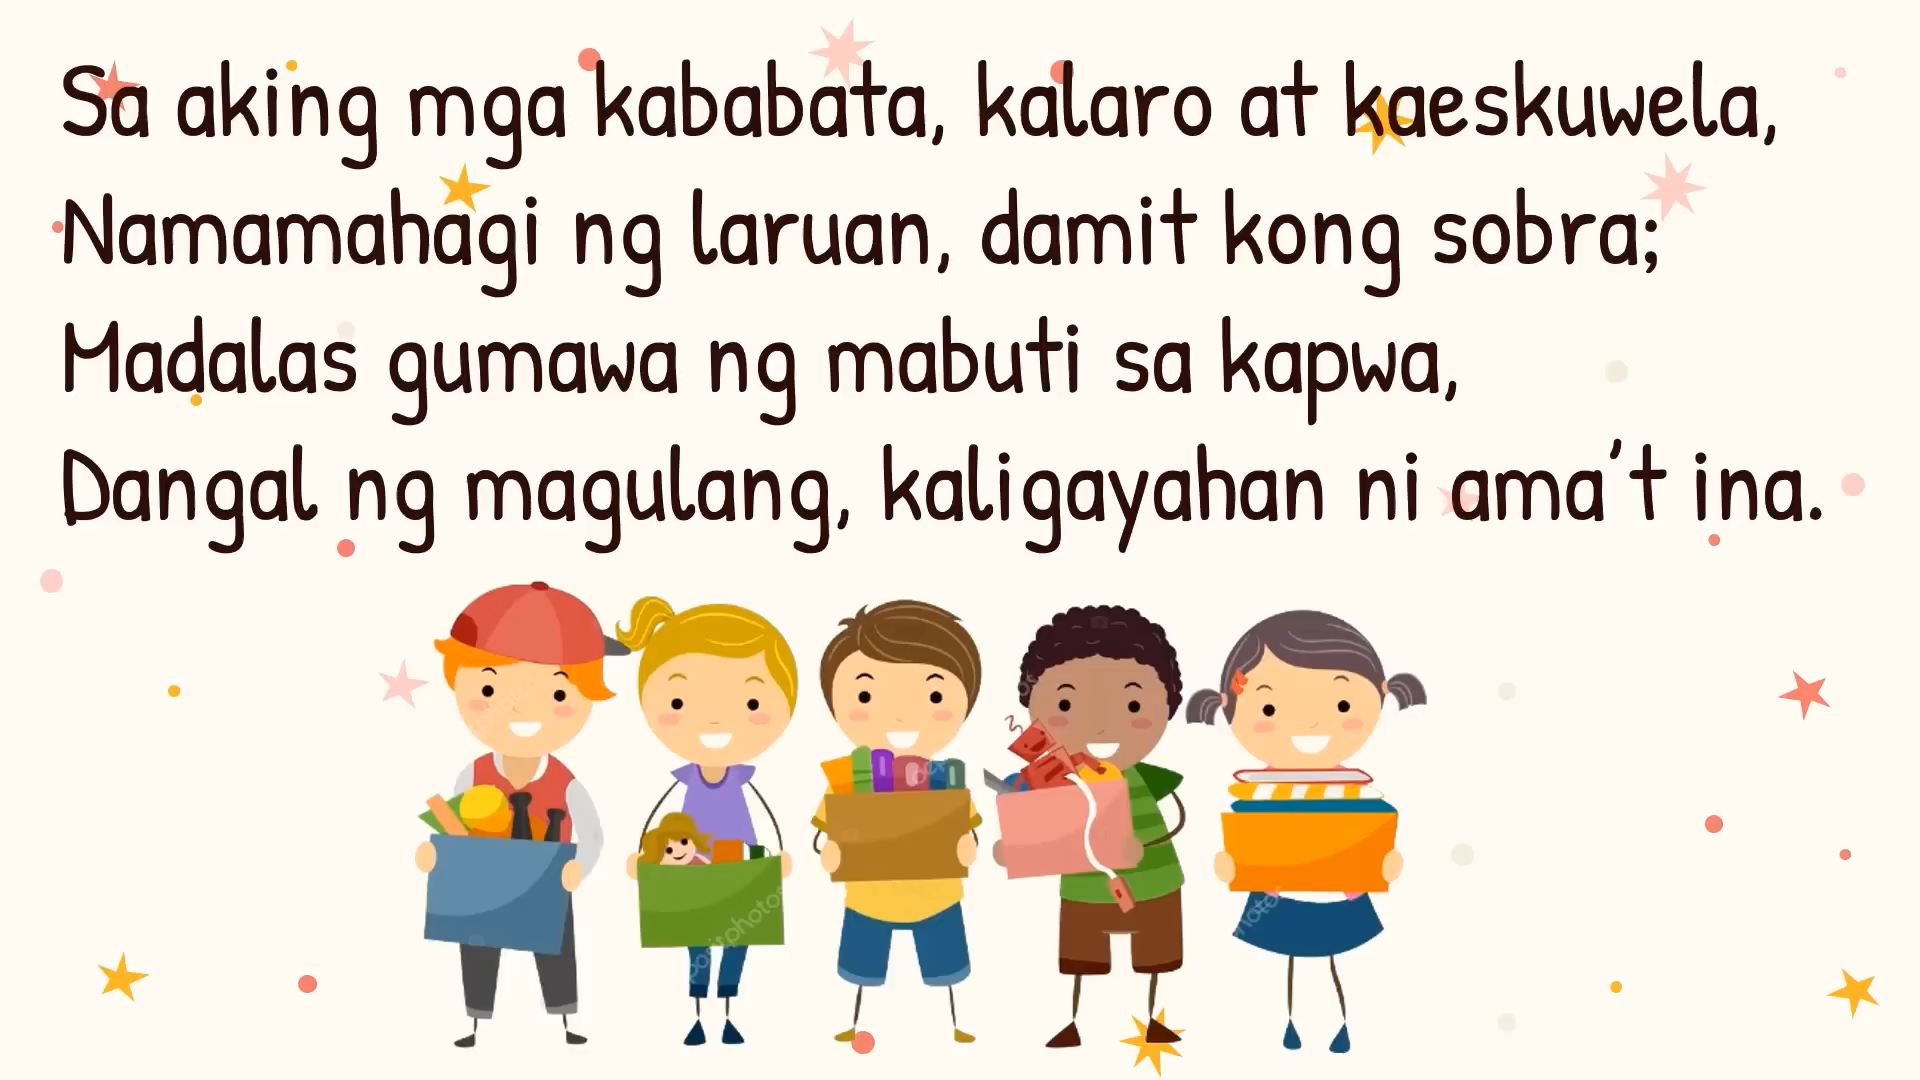 Sa aking mga kababata, kalaro at kaeskuwela,
Namamahagi ng laruan, damit kong sobra;
Madalas gumawa ng mabuti sa kapwa,
Dangal ng magulang, kaligayahan ni ama't ina.